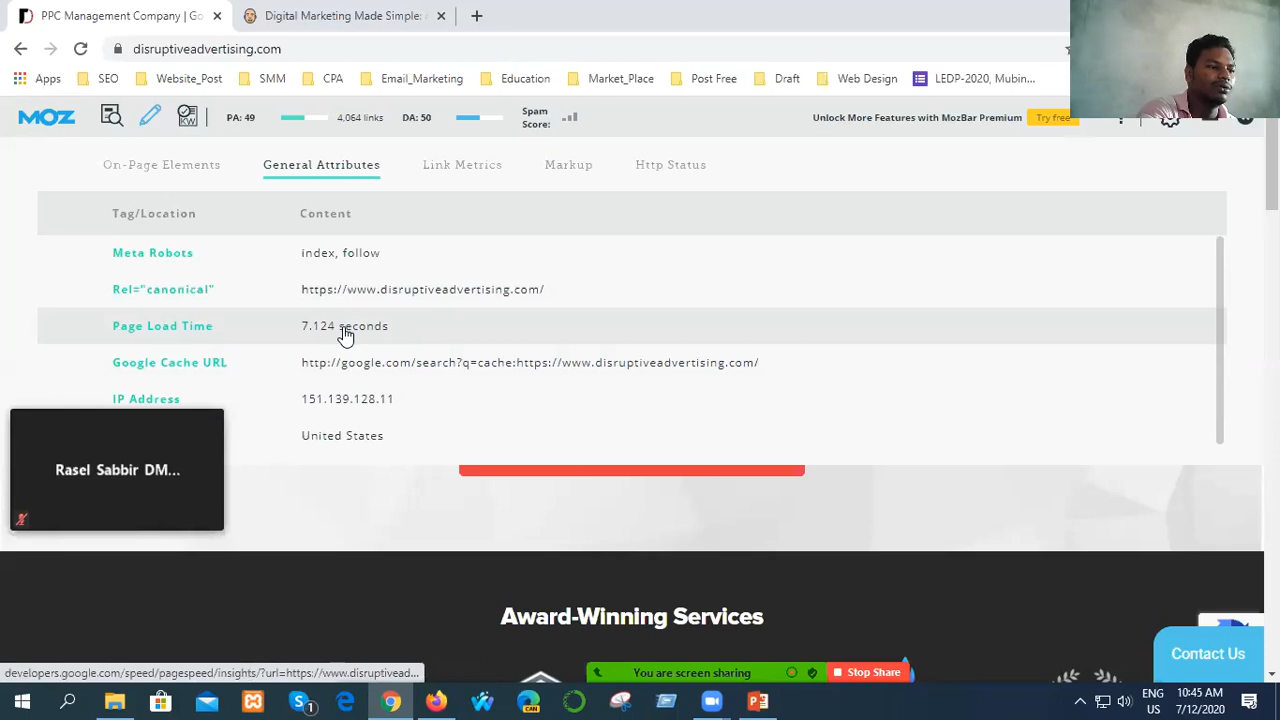 PPC Management Company | Go
Digital Marketing Made Simple:
disruptiveadvertising.com
Apps
SEO
Website_Post
SMM
CPA
Email_Marketing
Education
Market_Place
Post Free
Draft
Web Design
LEDP-2020, Mubin...
MOZ
KW
PA: 49
4,064 links
DA: 50
Spam
Score:
Unlock More Features with MozBar Premium
Try free
On-Page Elements
General Attributes
Link Metrics
Markup
Http Status
Tag/Location
Content
Meta Robots
index, follow
Rel="canonical"
https://www.disruptiveadvertising.com/
Page Load Time
7.124 seconds
Google Cache URL
http://google.com/search?q=cache:https://www.disruptiveadvertising.com/
IP Address
151.139.128.11
United States
Rasel Sabbir DM...
Award-Winning Services
Contact Us
developers.google.com/speed/pagespeed/insights/?url=https://www.disruptivead...
You are screen sharing
Stop Share
1
CAN
ENG
US
10:45 AM
7/12/2020